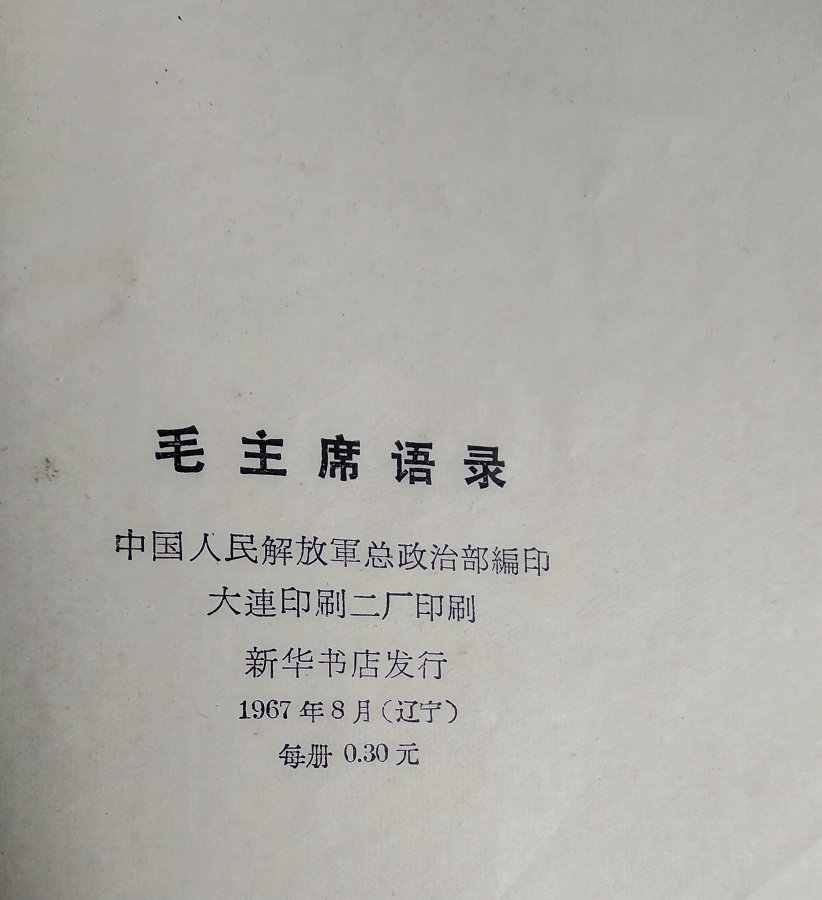 毛主席语录
中国人民解放軍总政治部編印
大連印刷二厂印刷
新华书店发行
1967年8月(辽宁)
每册 0.30元